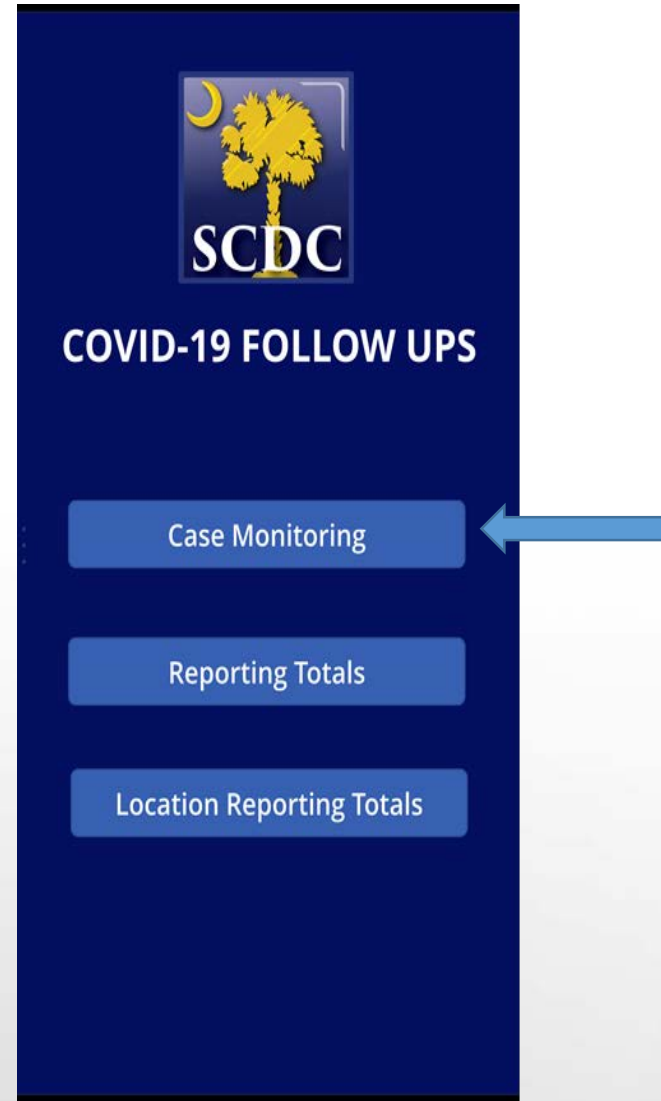 SCDC
COVID-19 FOLLOW UPS
Case Monitoring
Reporting Totals
Location Reporting Totals